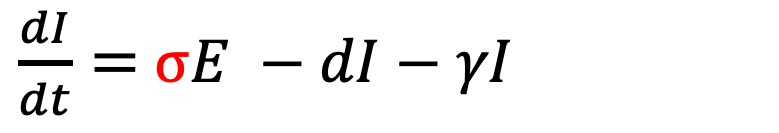 dI/dt = σE − dI − γI